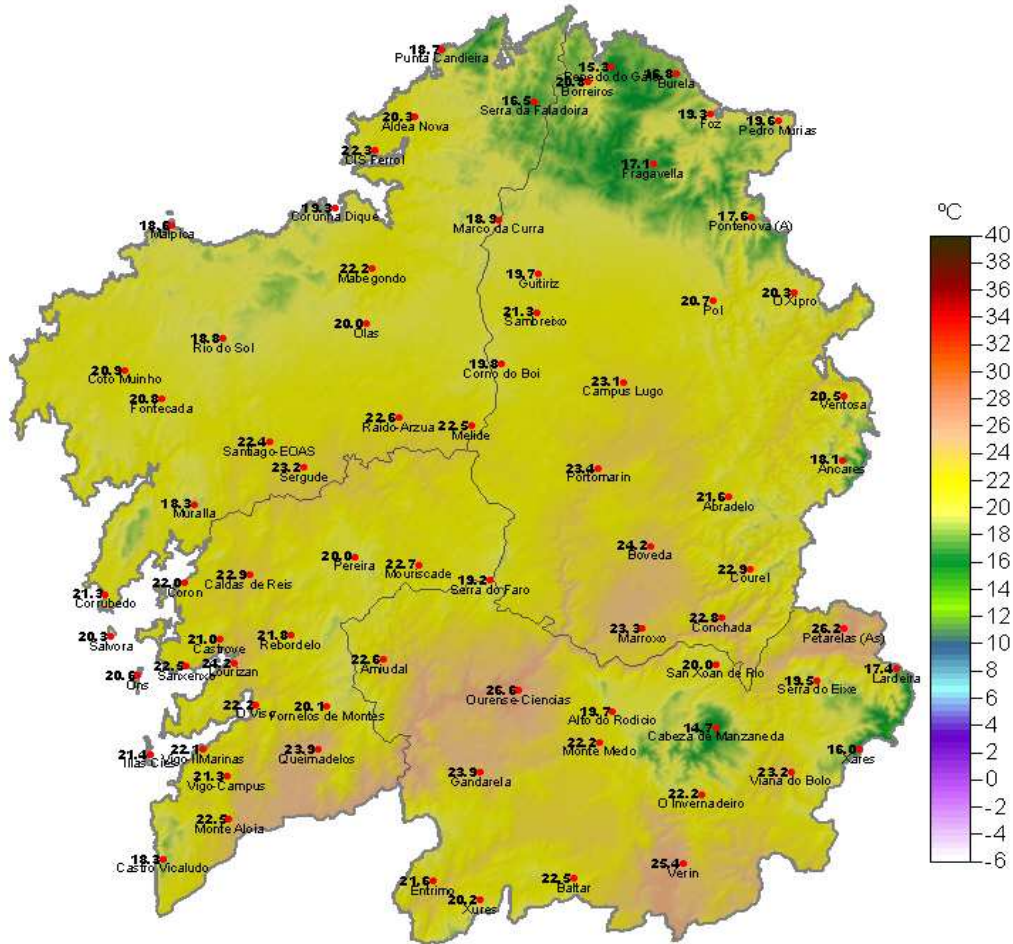 18.7
Punta Candieira
15.3
Penedo do Galo
16.8
Burela
20.8
Borreiros
16.5
Serra da Faladoira
20.3
Aldea Nova
19.3
Foz
19.6
Pedro Murias
22.3
CIS Ferrol
17.1
Fragavella
19.3
Corunha Dique
18.6
Malpica
18.9
Marco da Curra
17.6
Pontenova (A)
ºC
22.2
Mabegondo
19.7
Guitiriz
20.7
Pol
20.3
O Xipro
21.3
Sambreixo
20.0
Olas
18.8
Rio do Sol
19.8
Corno do Boi
20.9
Coto Muinho
23.1
Campus Lugo
20.8
Fontecada
20.5
Ventosa
22.6
Raido-Arzua
22.5
Melide
22.4
Santiago-EOAS
23.2
Sergude
23.4
Portomarin
18.1
Ancares
21.6
Abradelo
18.3
Muralla
24.2
Boveda
20.0
Pereira
22.7
Mouriscade
22.9
Courel
22.9
Caldas de Reis
22.0
Coron
19.2
Serra do Faro
21.3
Corrubedo
22.8
Conchada
23.3
Marroxo
26.2
Petarelas (As)
20.3
Salvora
21.0
Castrove
21.8
Rebordelo
22.5
Sanxenxo
24.2
Lourizan
22.6
Amiudal
20.0
San Xoan de Rio
17.4
Lardeira
20.6
Ons
19.5
Serra do Eixe
26.6
Ourense-Ciencias
22.2
O Viso
20.1
Fornelos de Montes
19.7
Alto do Rodicio
14.7
Cabeza de Manzaneda
22.2
Monte Medo
21.4
Illas Cies
22.1
Vigo IIMarinas
23.9
Queimadelos
16.0
Xares
21.3
Vigo-Campus
23.9
Gandarela
23.2
Viana do Bolo
22.2
O Invernadeiro
22.5
Monte Aloia
18.3
Castro Vicaludo
25.4
Verin
21.6
Entrimo
22.5
Baltar
20.2
Xures
40
38
36
34
32
30
28
26
24
22
20
18
16
14
12
10
8
6
4
2
0
-2
-4
-6